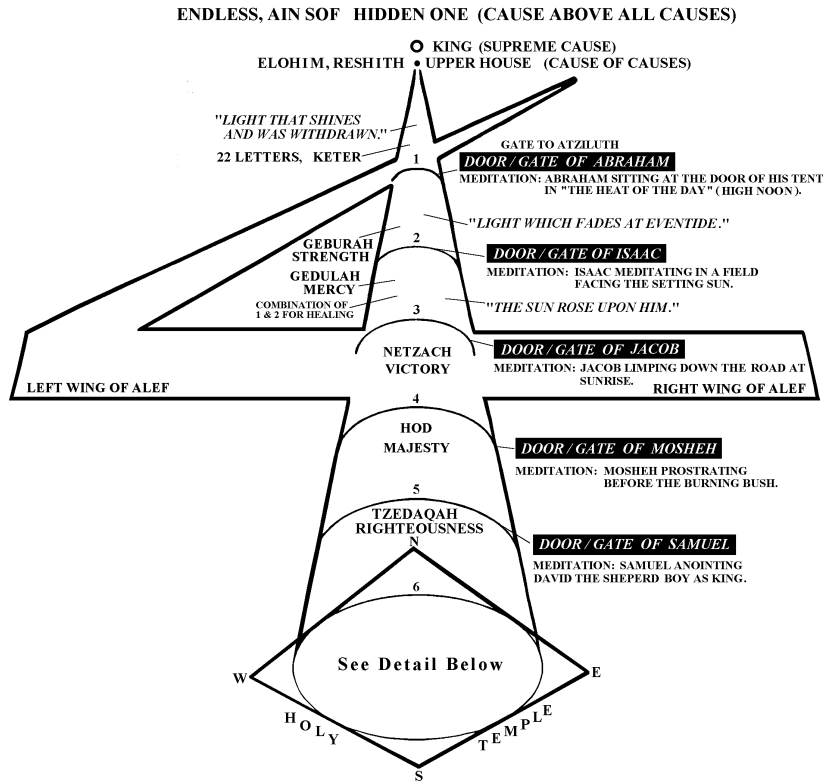 ENDLESS, AIN SOF HIDDEN ONE (CAUSE ABOVE ALL CAUSES)
KING (SUPREME CAUSE)
ELOHIM, RESHITH • UPPER HOUSE (CAUSE OF CAUSES)
"LIGHT THAT SHINES
AND WAS WITHDRAWN."
22 LETTERS, KETER
GATE TO ATZILUTH
1
DOOR / GATE OF ABRAHAM
MEDITATION: ABRAHAM SITTING AT THE DOOR OF HIS TENT
IN "THE HEAT OF THE DAY" (HIGH NOON).
"LIGHT WHICH FADES AT EVENTIDE."
GEBURAH
STRENGTH
2
DOOR / GATE OF ISAAC
MEDITATION: ISAAC MEDITATING IN A FIELD
FACING THE SETTING SUN.
GEDULAH
MERCY
COMBINATION OF
1 & 2 FOR HEALING
"THE SUN ROSE UPON HIM."
3
NETZACH
VICTORY
DOOR / GATE OF JACOB
MEDITATION: JACOB LIMPING DOWN THE ROAD AT
SUNRISE.
LEFT WING OF ALEF
RIGHT WING OF ALEF
4
HOD
MAJESTY
DOOR / GATE OF MOSHEH
MEDITATION: MOSHEH PROSTRATING
BEFORE THE BURNING BUSH.
5
TZEDAQAH
RIGHTEOUSNESS
DOOR / GATE OF SAMUEL
MEDITATION: SAMUEL ANOINTING
DAVID THE SHEPERD BOY AS KING.
N
6
See Detail Below
W
E
HOLY TEMPLE
S